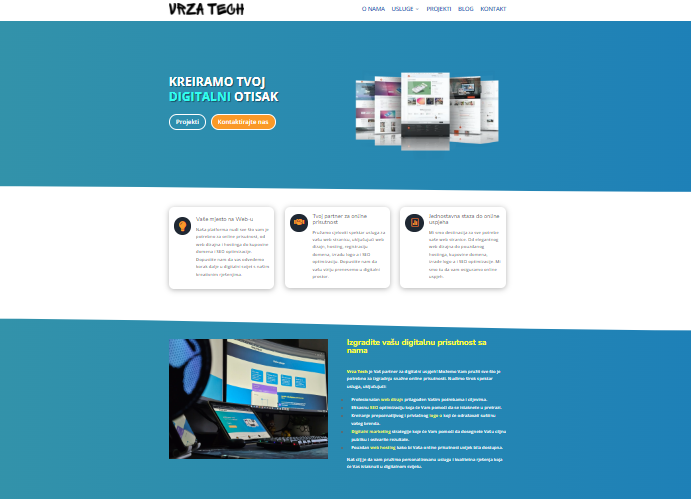 VRZA TECH
O NAMA USLUGE PROJEKTI BLOG KONTAKT
KREIRAMO TVOJ
DIGITALNI OTISAK
Projekti Kontaktirajte nas
Vaše mjesto na Web-u
Naša platforma nudi sve što vam je
potrebno za online prisutnost, od
web dizajna i hostinga do kupovine
domena i SEO optimizacije.
Dopustite nam da vas odvedemo
korak dalje u digitalni svijet s našim
Tvoj partner za online
prisutnost
Pružamo cjeloviti spektar usluga za
vašu web stranicu, uključujući web
dizajn, hosting, registraciju
domena, izradu logo-a i SEO
optimizaciju. Dopustite nam da
vašu viziju pretvorimo u digitalni
prostor.
Jednostavna staza do online
uspjeha
Mi smo destinacija za sve potrebe
vaše web stranice. Od elegantnog
web dizajna do pouzdanog
hostinga, kupovine domena,
izrade logo-a i SEO optimizacije. Mi
smo tu da vam osiguramo online
uspjeh.
Izgradite vašu digitalnu prisutnost sa
nama
Vrza Tech je Vaš partner za digitalni uspjeh! Možemo Vam pružiti sve što je
potrebno za izgradnju snažne online prisutnosti. Nudimo širok spektar
usluga, uključujući:
Profesionalan web dizajn prilagođen Vašim potrebama i ciljevima.
Efikasnu SEO optimizaciju koja će Vam pomoći da se istaknete u pretrazi.
Kreiranje prepoznatljivog i privlačnog logo-a koji će odražavati suštinu
vašeg brenda.
Digitalni marketing strategije koje će Vam pomoći da dosegnete Vašu ciljnu
publiku i ostvarite rezultate.
Pouzdan web hosting kako bi Vaša online prisutnost uvijek bila dostupna.
Naš cilj je da vam pružimo personalizovanu uslugu i kvalitetna rješenja koja
će Vas istaknuti u digitalnom svijetu.